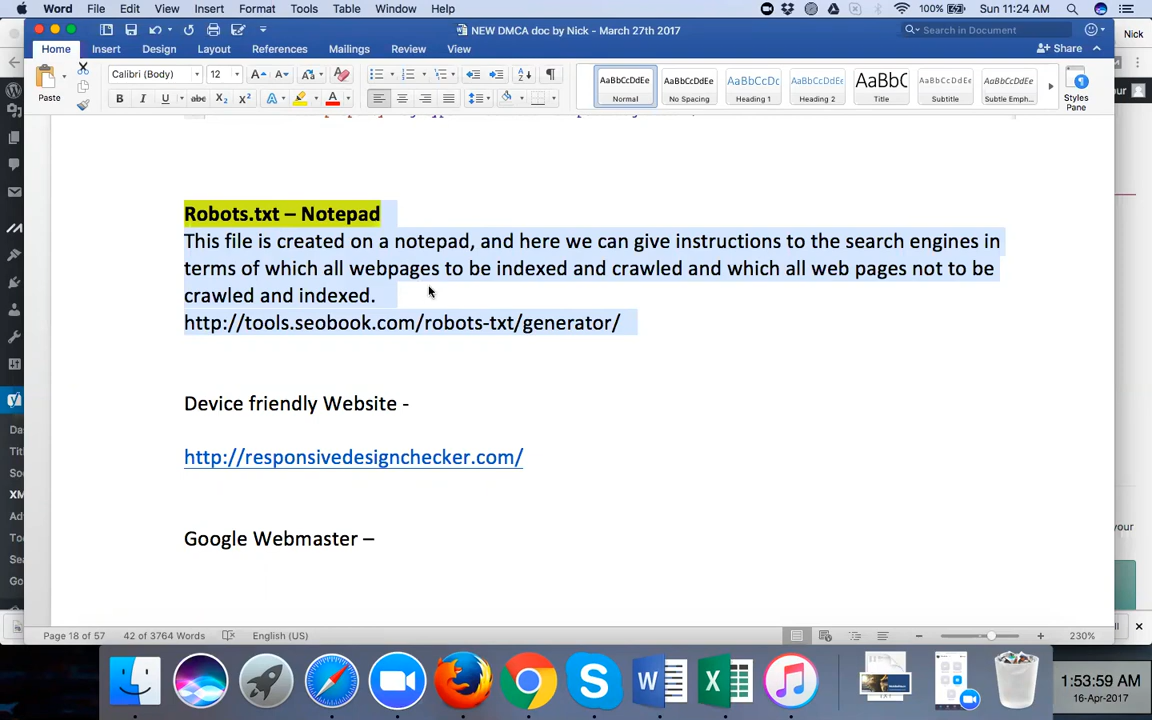 Word File Edit View Insert Format Tools Table Window Help 100% Sun 11:24 AM
NEW DMCA doc by Nick - March 27th 2017
Search in Document
Nick
Home Insert Design Layout References Mailings Review View
Share
Calibri (Body) 12
Paste
AaBbCcDdEe AaBbCcDdEe AaBbCcDc AaBbCcDdEe AaBbC AaBbCcDdEe AaBbCcDdEe
Normal No Spacing Heading 1 Heading 2 Title Subtitle Subtle Emph...
Styles
Pane
Robots.txt – Notepad
This file is created on a notepad, and here we can give instructions to the search engines in
terms of which all webpages to be indexed and crawled and which all web pages not to be
crawled and indexed.
http://tools.seobook.com/robots-txt/generator/
Device friendly Website -
http://responsivedesignchecker.com/
Google Webmaster –
Page 18 of 57 42 of 3764 Words English (US) 230%
1:53:59 AM
16-Apr-2017